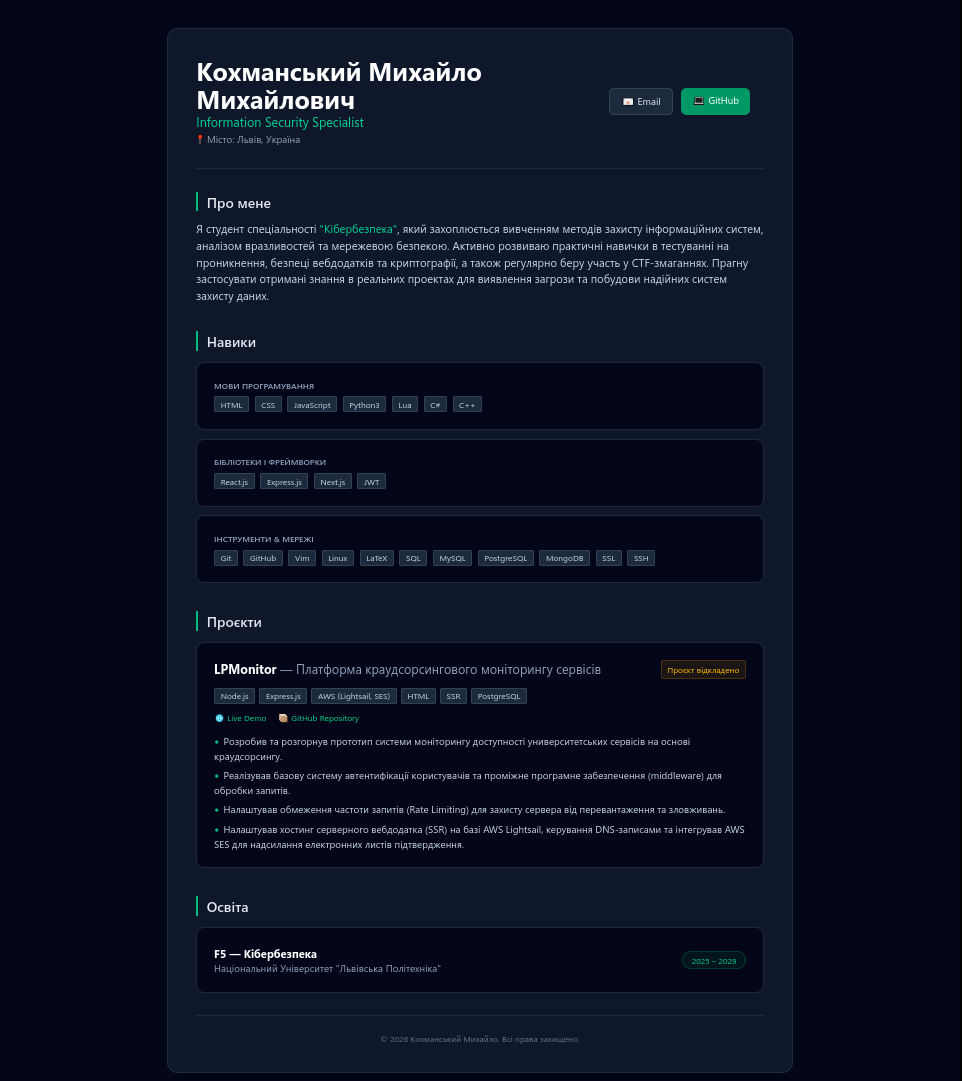 Кохманський Михайло
Михайлович
Information Security Specialist
Місто: Львів, Україна
Email
GitHub
Про мене
Я студент спеціальності "Кібербезпека", який захоплюється вивченням методів захисту інформаційних систем,
аналізом вразливостей та мережевою безпекою. Активно розвиваю практичні навички в тестуванні на
проникнення, безпеці вебдодатків та криптографії, а також регулярно беру участь у CTF-змаганнях. Прагну
застосувати отримані знання в реальних проектах для виявлення загрози та побудови надійних систем
захисту даних.
Навики
МОВИ ПРОГРАМУВАННЯ
HTML CSS JavaScript Python3 Lua C# C++
БІБЛІОТЕКИ І ФРЕЙМВОРКИ
React.js Express.js Next.js JWT
ІНСТРУМЕНТИ & МЕРЕЖІ
Git GitHub Vim Linux LaTeX SQL MySQL PostgreSQL MongoDB SSL SSH
Проєкти
LPMonitor — Платформа краудсорсингового моніторингу сервісів
Проєкт відкладено
Node.js Express.js AWS (Lightsail, SES) HTML SSR PostgreSQL
Live Demo GitHub Repository
• Розробив та розгорнув прототип системи моніторингу доступності университетських сервісів на основі
краудсорсингу.
• Реалізував базову систему автентифікації користувачів та проміжне програмне забезпечення (middleware) для
обробки запитів.
• Налаштував обмеження частоти запитів (Rate Limiting) для захисту сервера від перевантаження та зловживань.
• Налаштував хостинг серверного вебдодатка (SSR) на базі AWS Lightsail, керування DNS-записами та інтегрував AWS
SES для надсилання електронних листів підтвердження.
Освіта
F5 — Кібербезпека
Національний Університет "Львівська Політехніка"
2025 – 2029
© 2026 Кохманський Михайло. Всі права захищено.